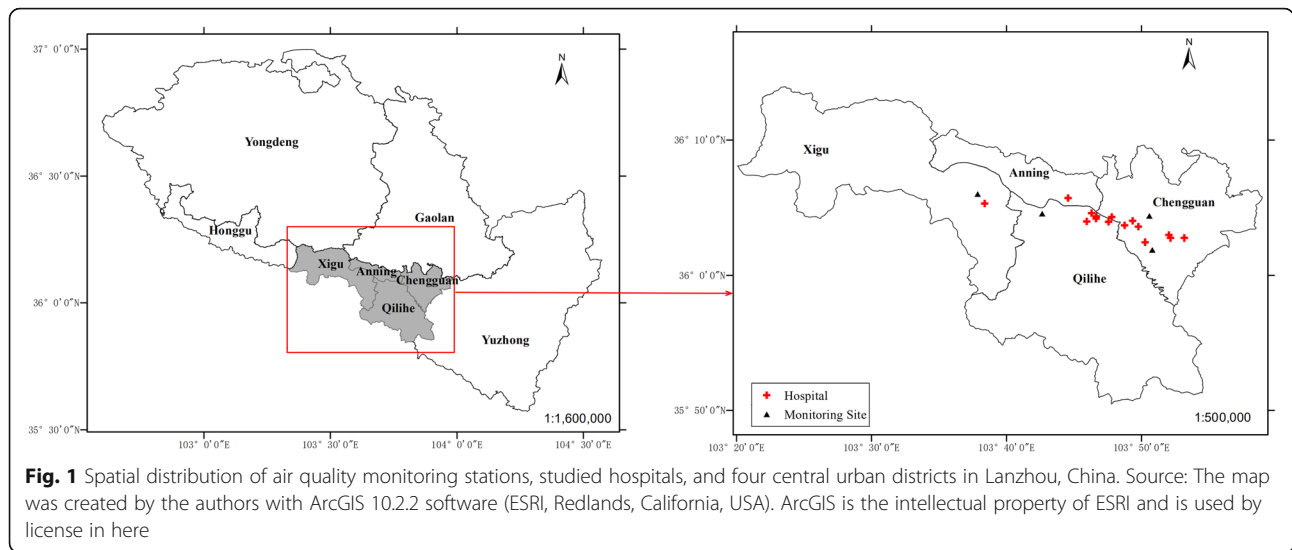 37° 0′0″N
36° 30′0″N
36° 0′0″N
35° 30′0″N
103° 0′0″E
103° 30′0″E
104° 0′0″E
104° 30′0″E
N
Yongdeng
Honggu
Gaolan
Xigu
Anning
Chengguan
Qilihe
Yuzhong
1:1,600,000
36° 10′0″N
36° 0′0″N
35° 50′0″N
103° 20′0″E
103° 40′0″E
103° 50′0″E
N
Xigu
Anning
Chengguan
Qilihe
Hospital
Monitoring Site
1:500,000
Fig. 1 Spatial distribution of air quality monitoring stations, studied hospitals, and four central urban districts in Lanzhou, China. Source: The map
was created by the authors with ArcGIS 10.2.2 software (ESRI, Redlands, California, USA). ArcGIS is the intellectual property of ESRI and is used by
license in here